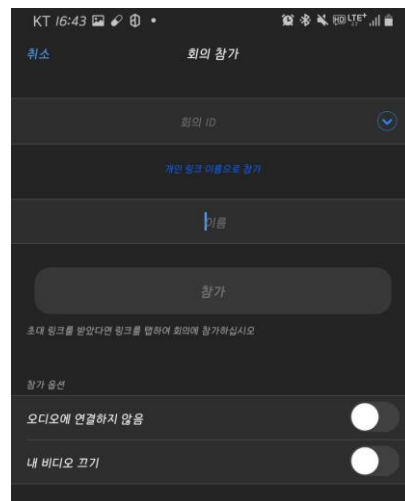 KT 16:43
HD LTE+
취소
회의 참가
회의 ID
개인 링크 이름으로 참가
이름
참가
초대 링크를 받았다면 링크를 탭하여 회의에 참가하십시오
참가 옵션
오디오에 연결하지 않음
내 비디오 끄기